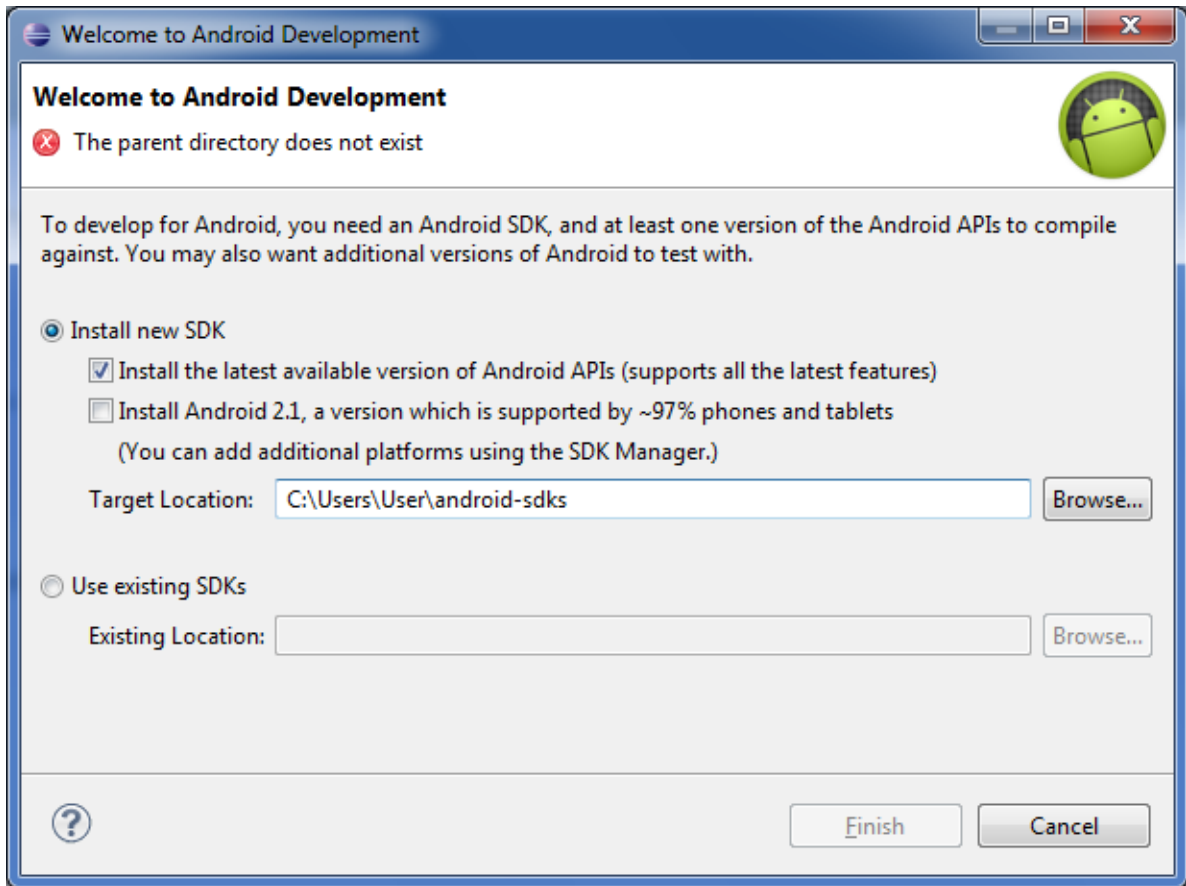 Welcome to Android Development
Welcome to Android Development
The parent directory does not exist
To develop for Android, you need an Android SDK, and at least one version of the Android APIs to compile
against. You may also want additional versions of Android to test with.
Install new SDK
Install the latest available version of Android APIs (supports all the latest features)
Install Android 2.1, a version which is supported by ~97% phones and tablets
(You can add additional platforms using the SDK Manager.)
Target Location: C:\Users\User\android-sdks Browse...
Use existing SDKs
Existing Location: Browse...
Finish Cancel